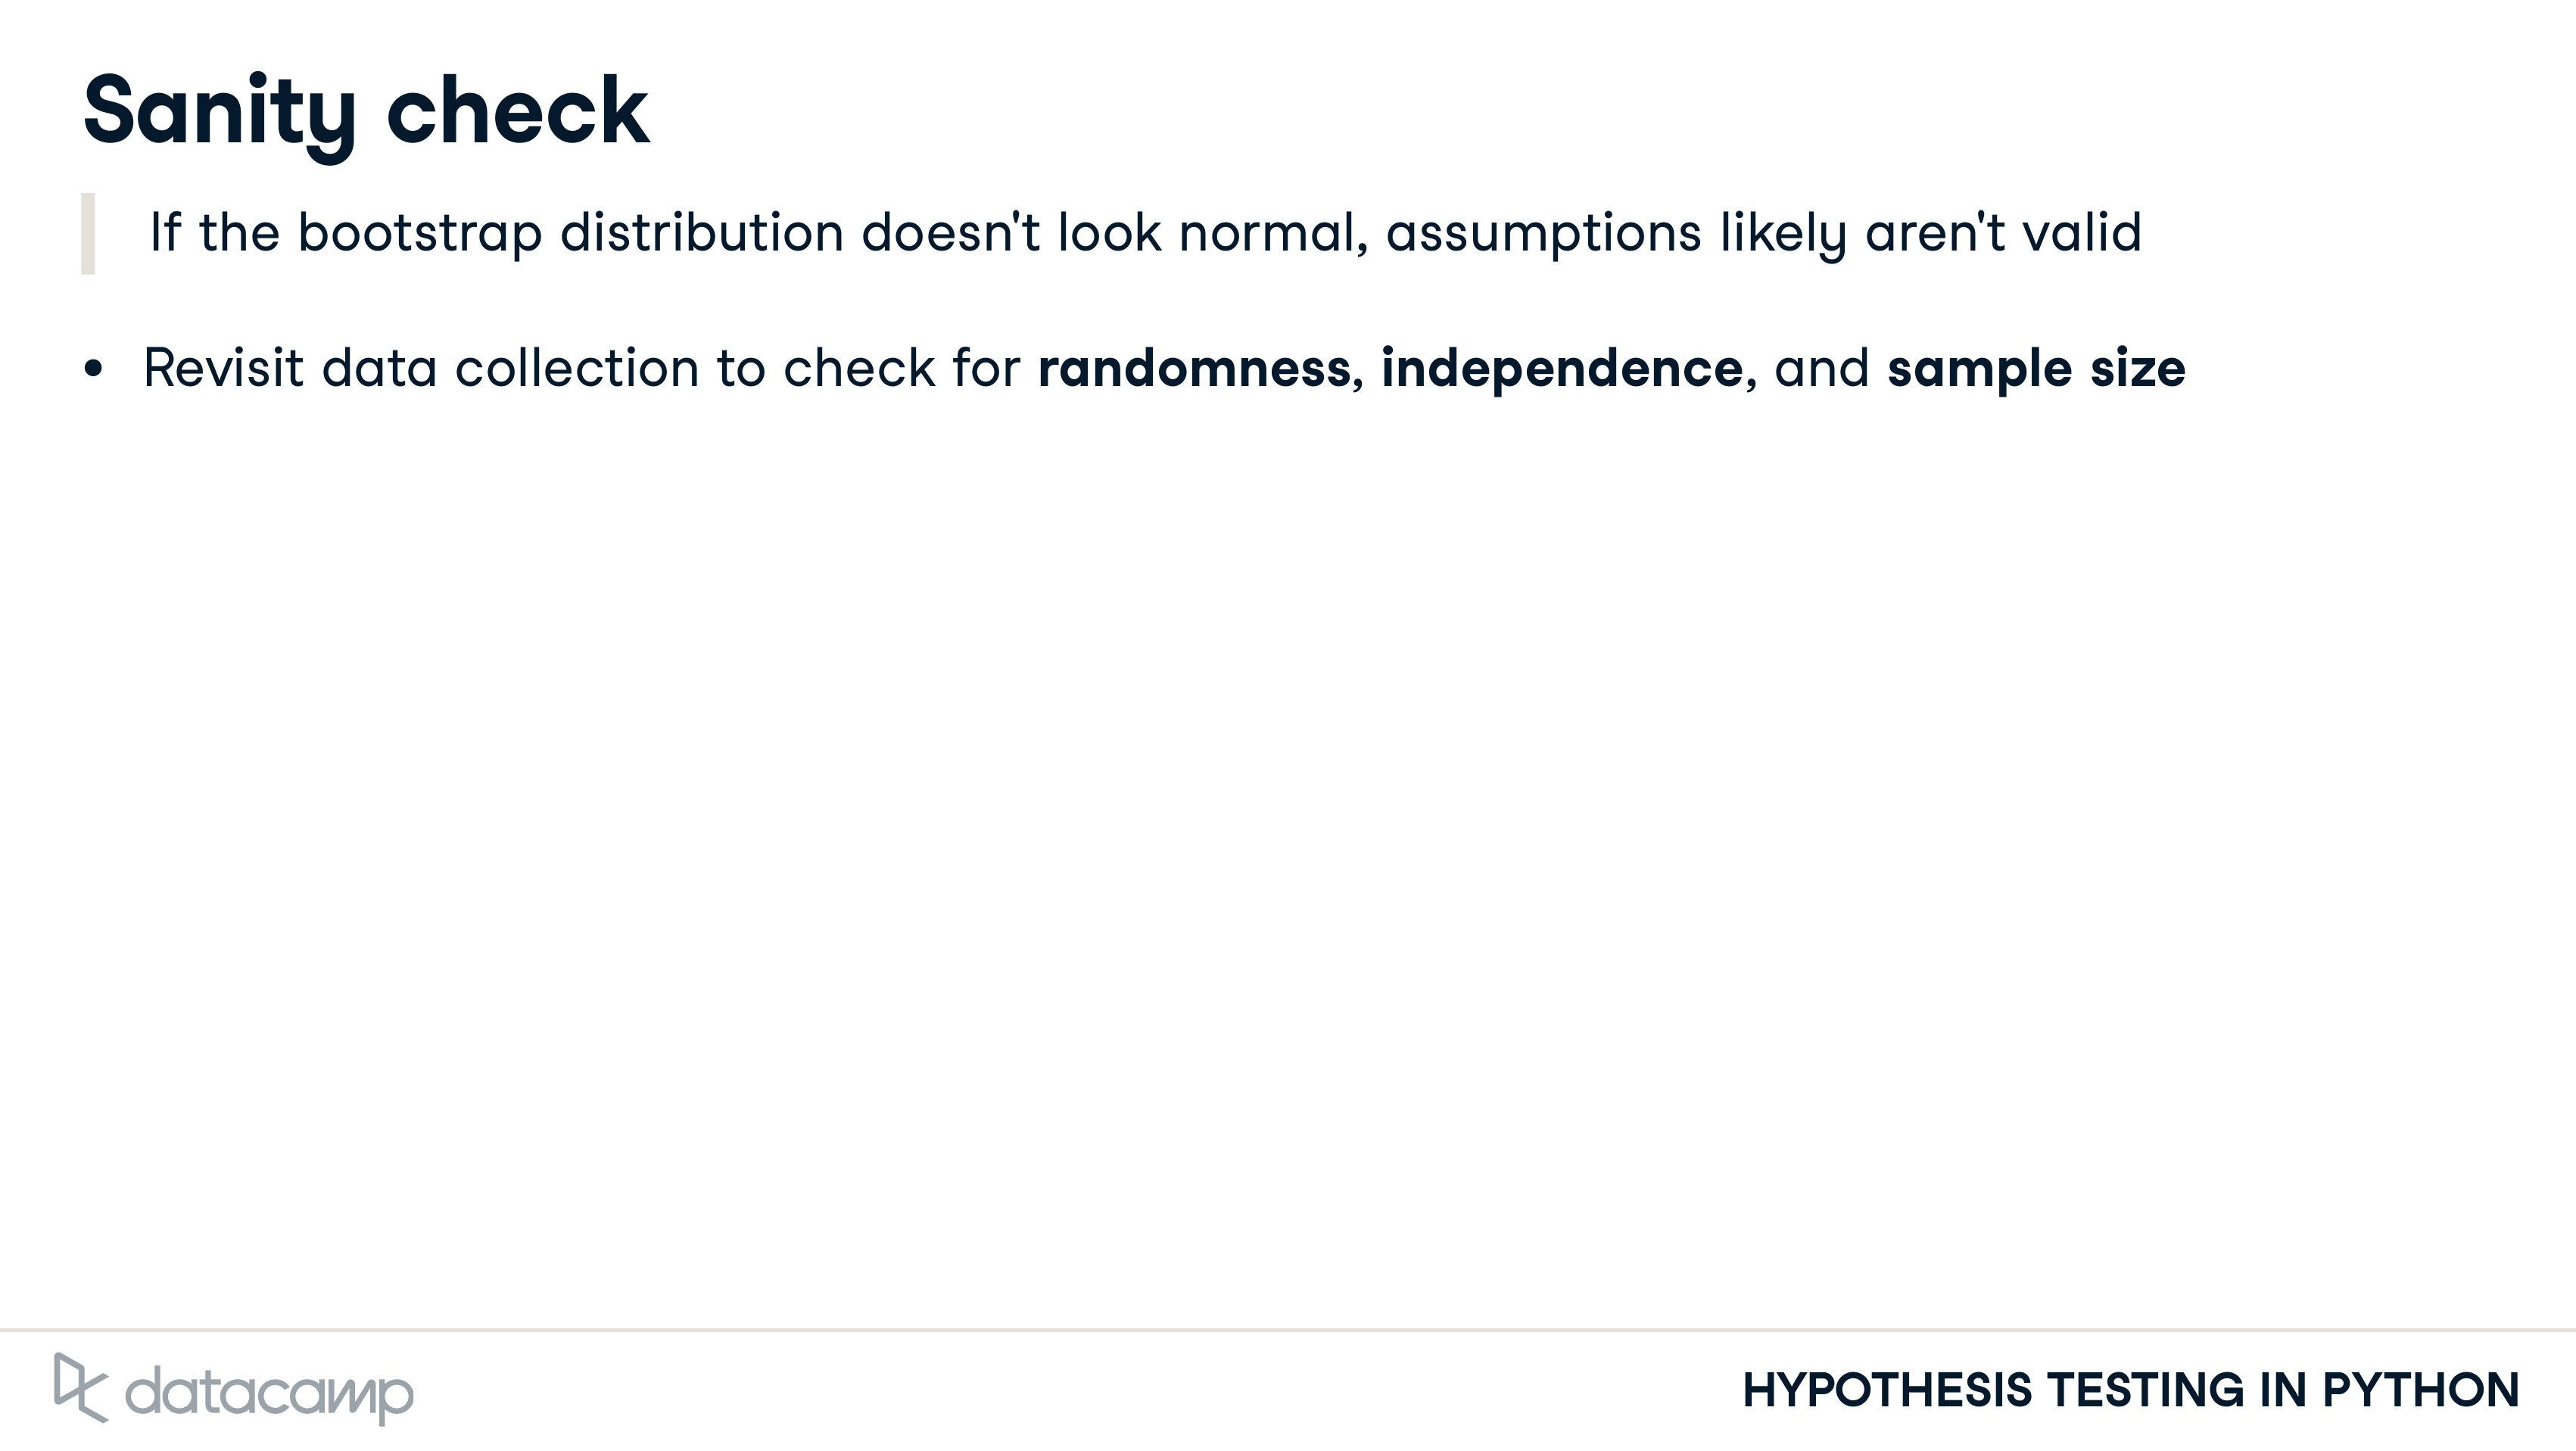 Sanity check
If the bootstrap distribution doesn't look normal, assumptions likely aren't valid
• Revisit data collection to check for randomness, independence, and sample size
datacamp
HYPOTHESIS TESTING IN PYTHON